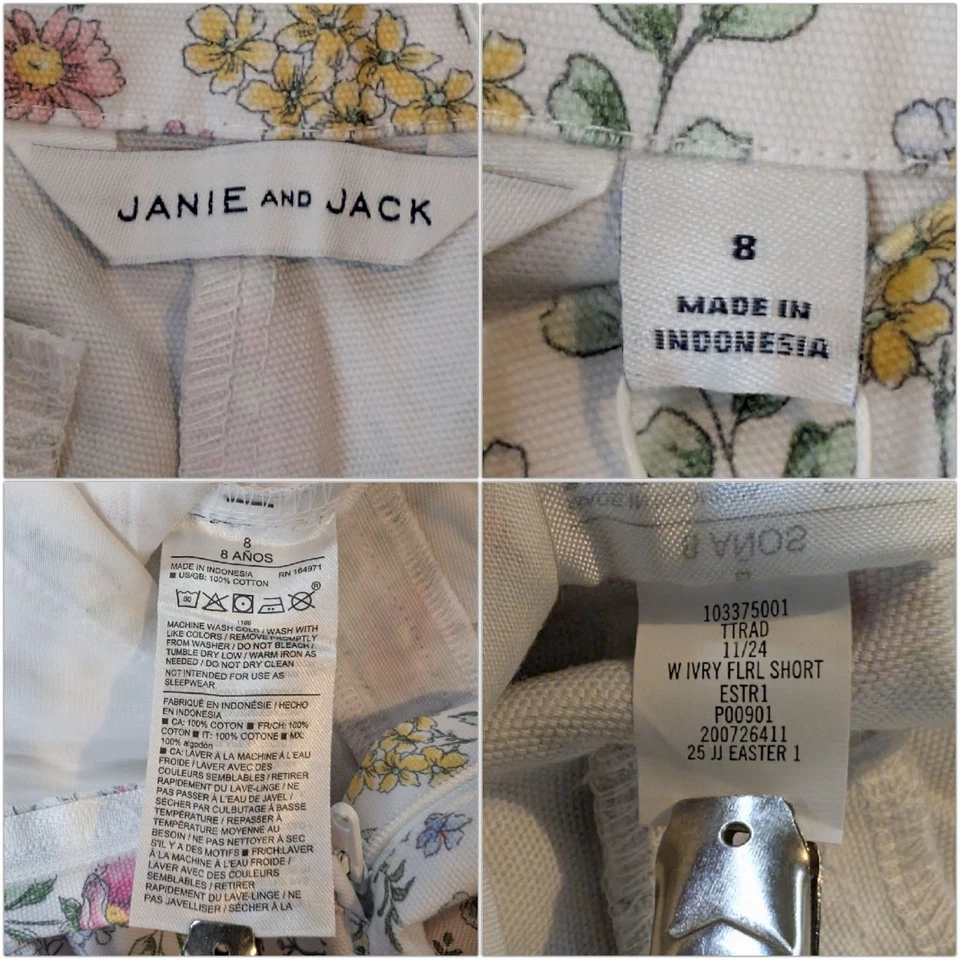 JANIE AND JACK
8
MADE IN
INDONESIA
8
8 AÑOS
MADE IN INDONESIA RN 164971
■ US/GB: 100% COTTON
30
1186
MACHINE WASH COLD / WASH WITH
LIKE COLORS / REMOVE PROMPTLY
FROM WASHER / DO NOT BLEACH /
TUMBLE DRY LOW / WARM IRON AS
NEEDED / DO NOT DRY CLEAN
NOT INTENDED FOR USE AS
SLEEPWEAR
FABRIQUÉ EN INDONÉSIE / HECHO
EN INDONESIA
■ CA: 100% COTON ■ FR/CH: 100%
COTON ■ IT: 100% COTONE ■ MX:
100% algodón
■ CA: LAVER À LA MACHINE À L'EAU
FROIDE / LAVER AVEC DES
COULEURS SEMBLABLES / RETIRER
RAPIDEMENT DU LAVE-LINGE / NE
PAS PASSER À L'EAU DE JAVEL /
SÉCHER PAR CULBUTAGE À BASSE
TEMPÉRATURE / REPASSER À
TEMPÉRATURE MOYENNE AU
BESOIN / NE PAS NETTOYER À SEC
S'IL Y A DES MOTIFS ■ FR/CH:LAVER
À LA MACHINE À L'EAU FROIDE /
LAVER AVEC DES COULEURS
SEMBLABLES / RETIRER
RAPIDEMENT DU LAVE-LINGE / NE
PAS JAVELLISER / SÉCHER À LA
8 AÑOS
103375001
TTRAD
11/24
W IVRY FLRL SHORT
ESTR1
P00901
200726411
25 JJ EASTER 1